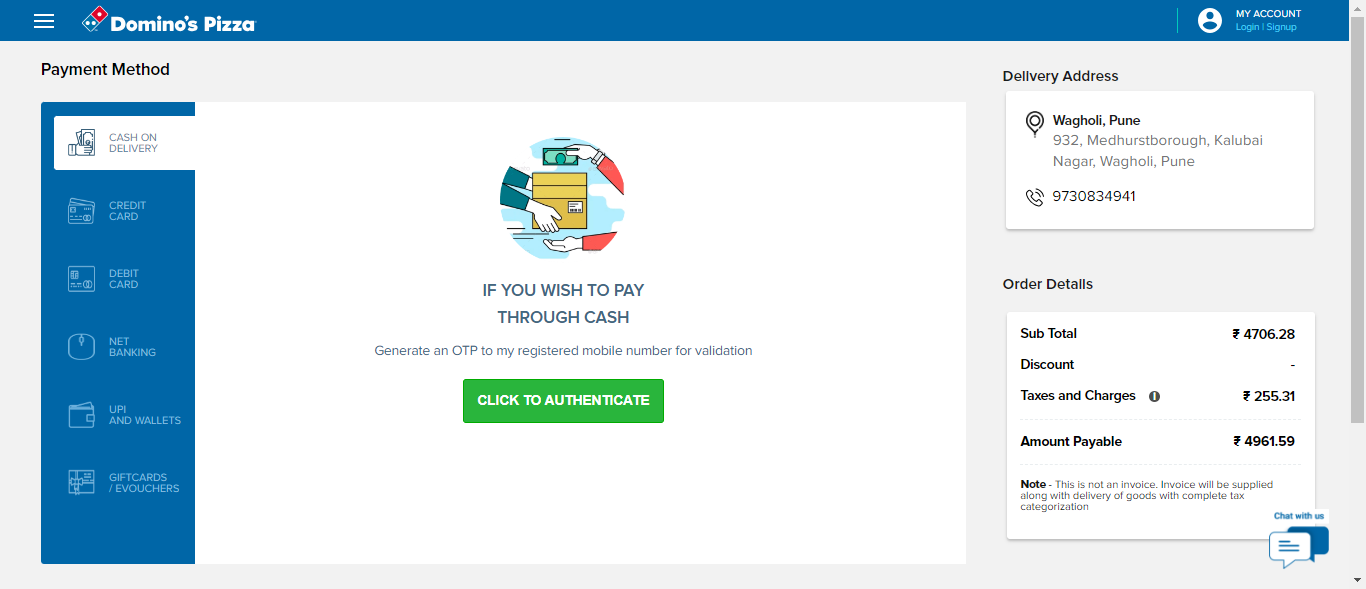 Domino's Pizza
MY ACCOUNT
Login | Signup
Payment Method
CASH ON
DELIVERY
CREDIT
CARD
DEBIT
CARD
NET
BANKING
UPI
AND WALLETS
GIFTCARDS
/ EVOUCHERS
IF YOU WISH TO PAY
THROUGH CASH
Generate an OTP to my registered mobile number for validation
CLICK TO AUTHENTICATE
Delivery Address
Wagholi, Pune
932, Medhurstborough, Kalubai
Nagar, Wagholi, Pune
9730834941
Order Details
Sub Total ₹ 4706.28
Discount -
Taxes and Charges ₹ 255.31
Amount Payable ₹ 4961.59
Note - This is not an invoice. Invoice will be supplied
along with delivery of goods with complete tax
categorization
Chat with us